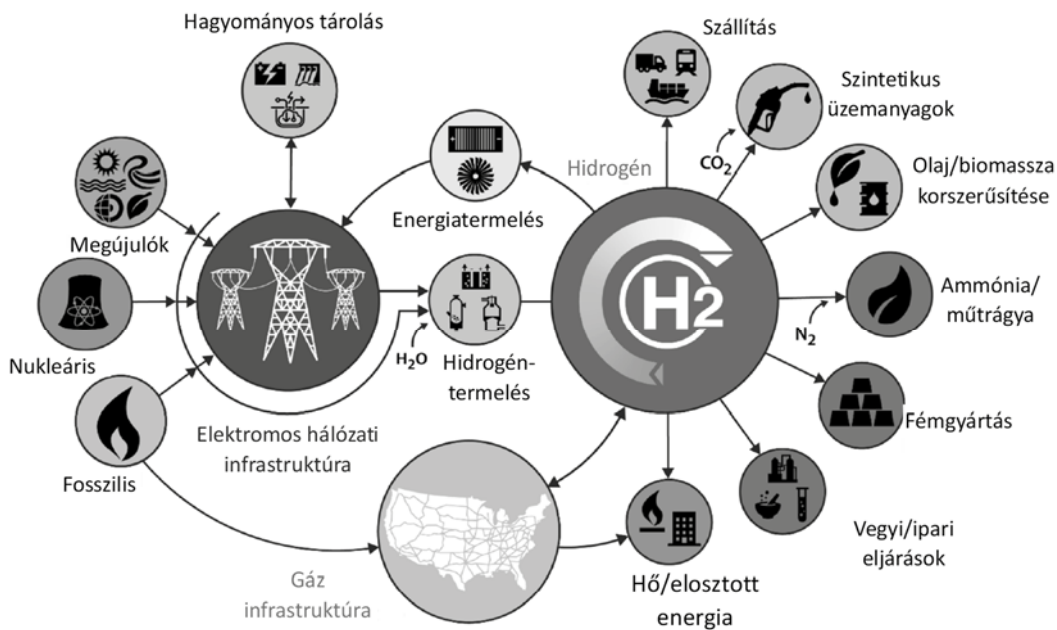 Hagyományos tárolás
Szállítás
Szintetikus
üzemanyagok
CO2
Hidrogén
Olaj/biomassza
korszerűsítése
Megújulók
Energiatermelés
H2
Ammónia/
műtrágya
N2
Nukleáris
H2O
Hidrogén-
termelés
Elektromos hálózati
infrastruktúra
Fémgyártás
Fosszilis
Vegyi/ipari
eljárások
Gáz
infrastruktúra
Hő/elosztott
energia